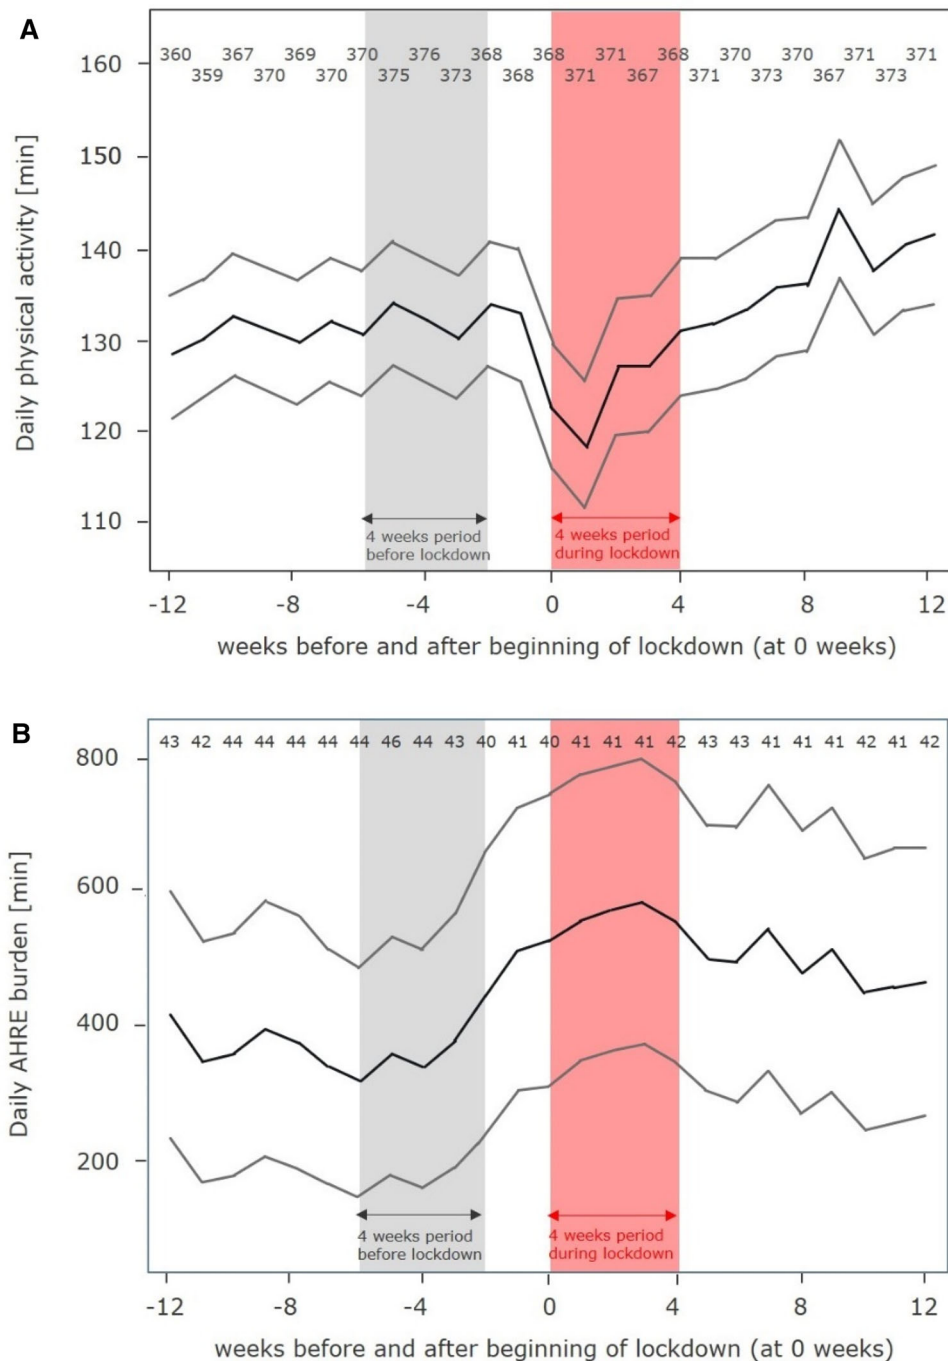 A
360 367 369 370 376 368 368 371 368 370 370 371 371
359 370 370 375 373 368 371 367 371 373 367 373
160
150
140
130
120
110
Daily physical activity [min]
4 weeks period
before lockdown
4 weeks period
during lockdown
-12 -8 -4 0 4 8 12
weeks before and after beginning of lockdown (at 0 weeks)
B
43 42 44 44 44 44 44 46 44 43 40 41 40 41 41 41 42 43 43 41 41 41 42 41 42
800
600
400
200
Daily AHRE burden [min]
4 weeks period
before lockdown
4 weeks period
during lockdown
-12 -8 -4 0 4 8 12
weeks before and after beginning of lockdown (at 0 weeks)